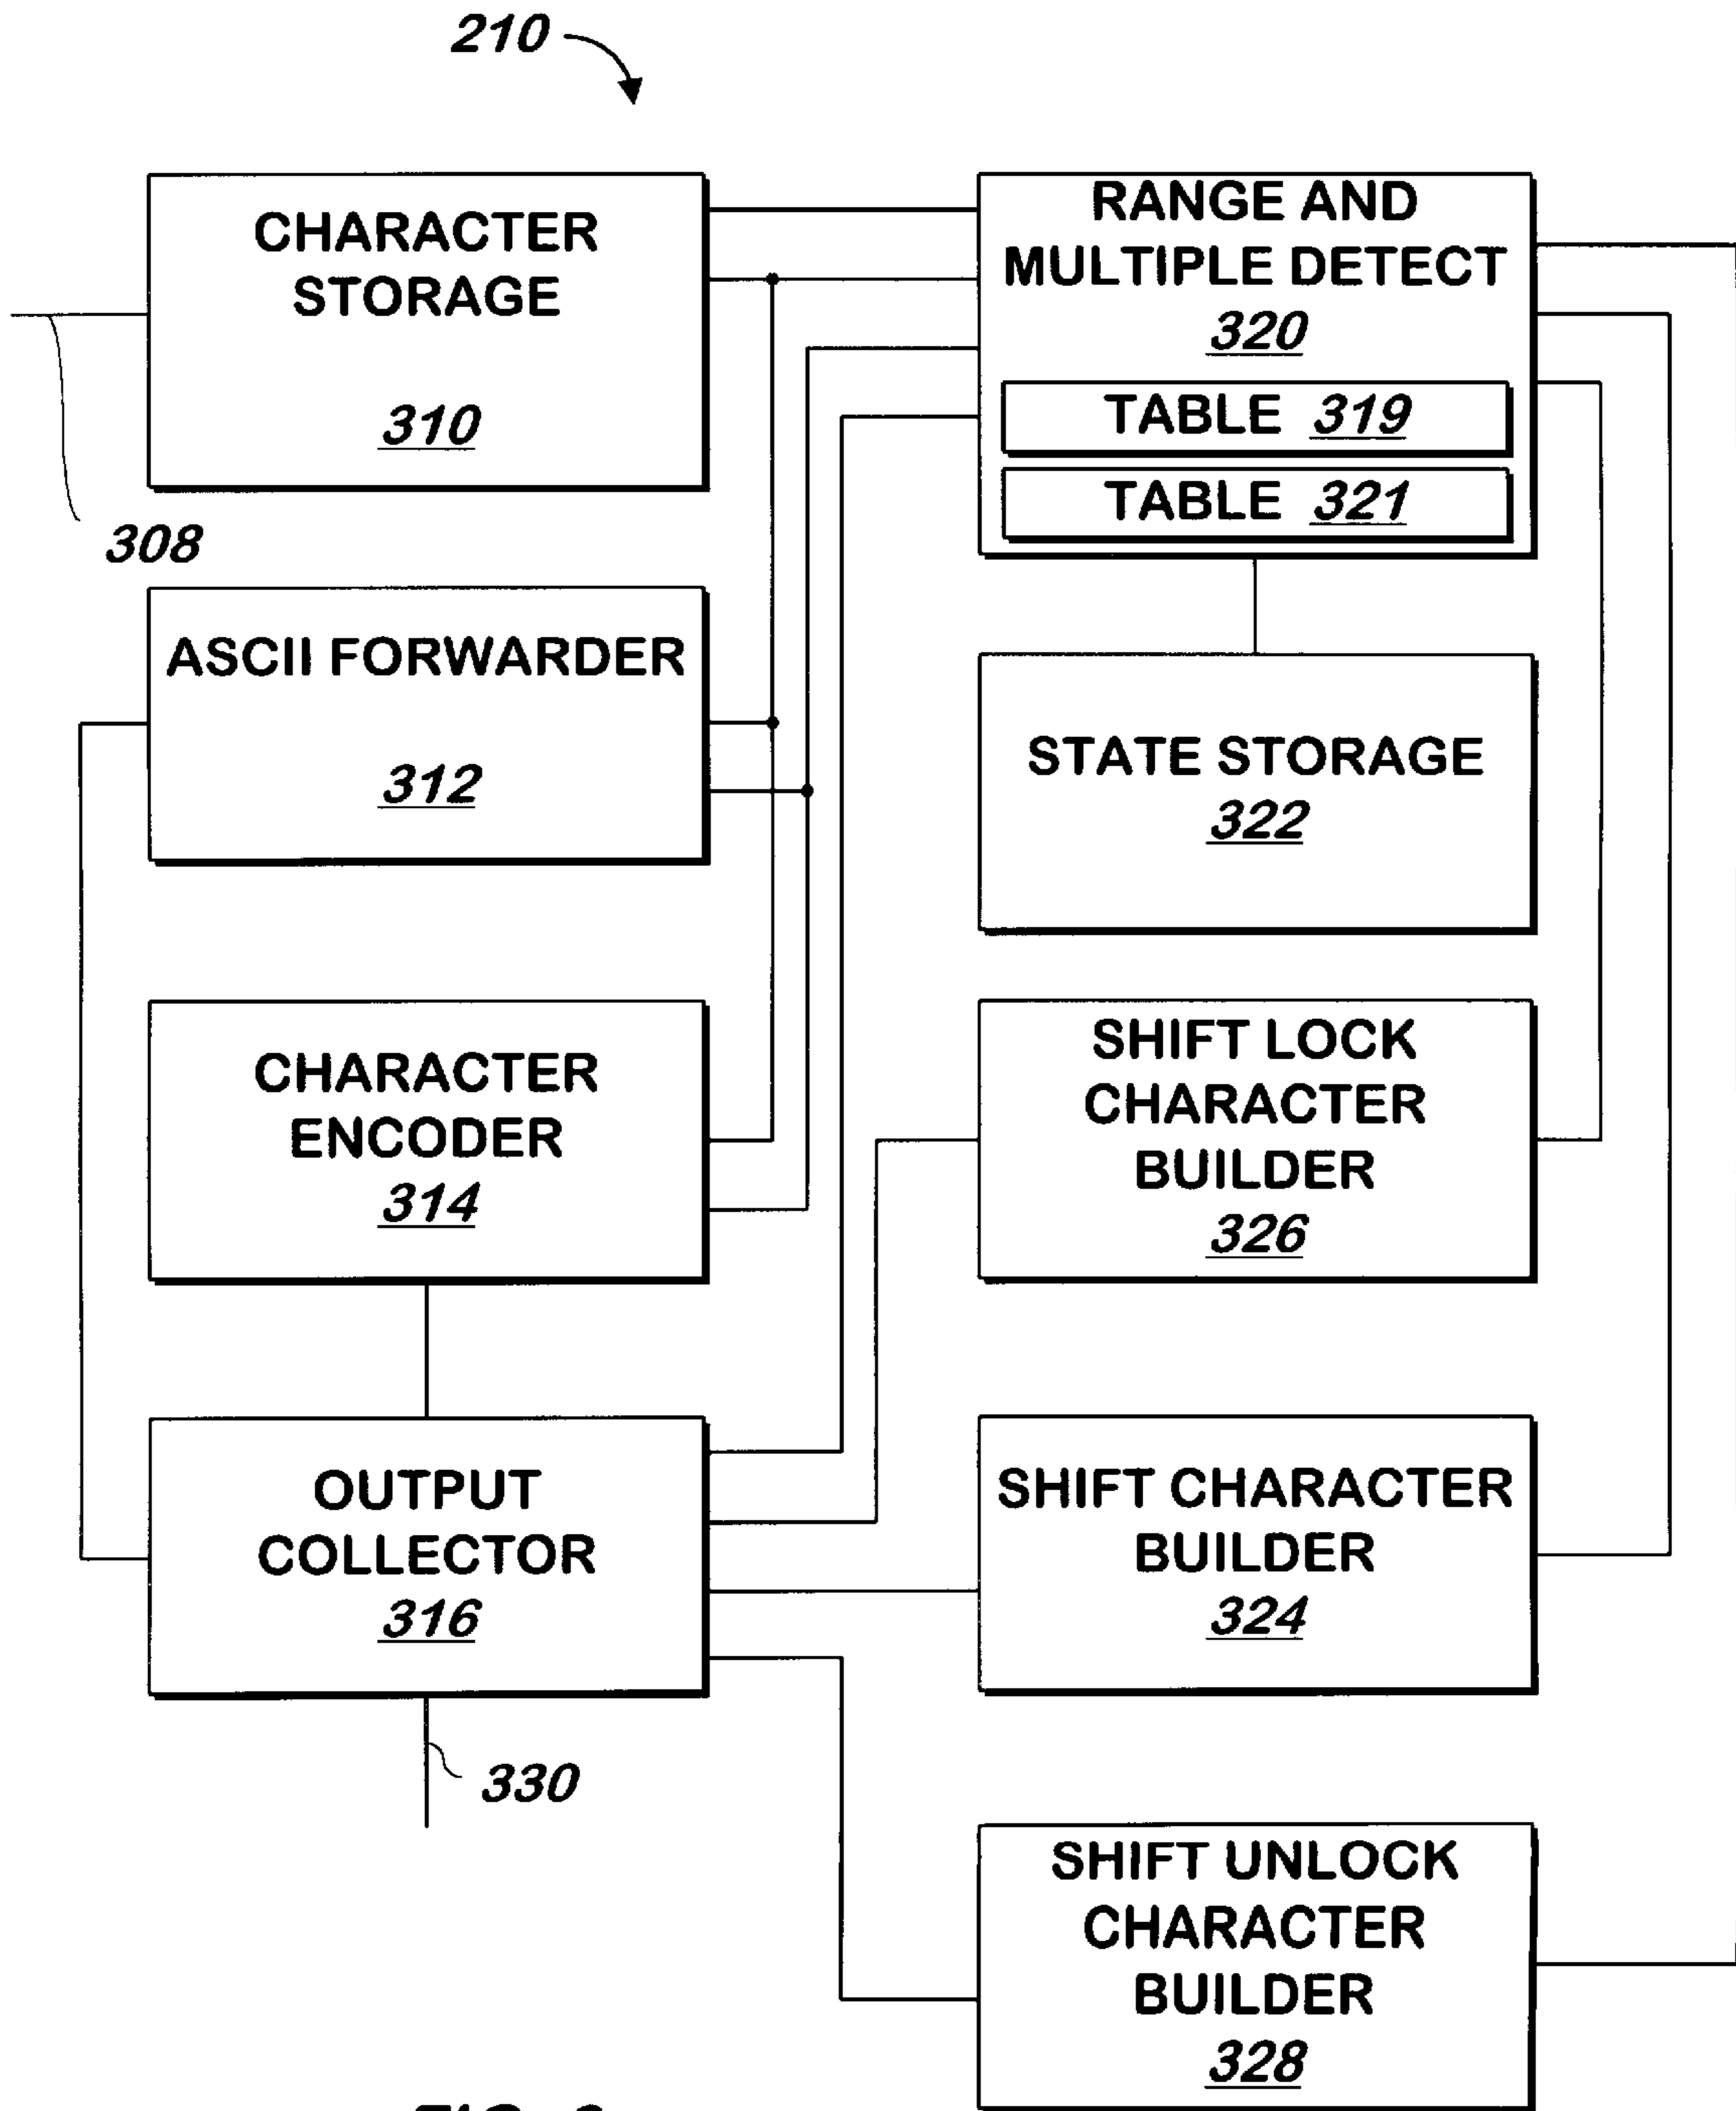 210
CHARACTER
STORAGE
310
308
RANGE AND
MULTIPLE DETECT
320
TABLE 319
TABLE 321
ASCII FORWARDER
312
STATE STORAGE
322
CHARACTER
ENCODER
314
SHIFT LOCK
CHARACTER
BUILDER
326
OUTPUT
COLLECTOR
316
SHIFT CHARACTER
BUILDER
324
330
SHIFT UNLOCK
CHARACTER
BUILDER
328